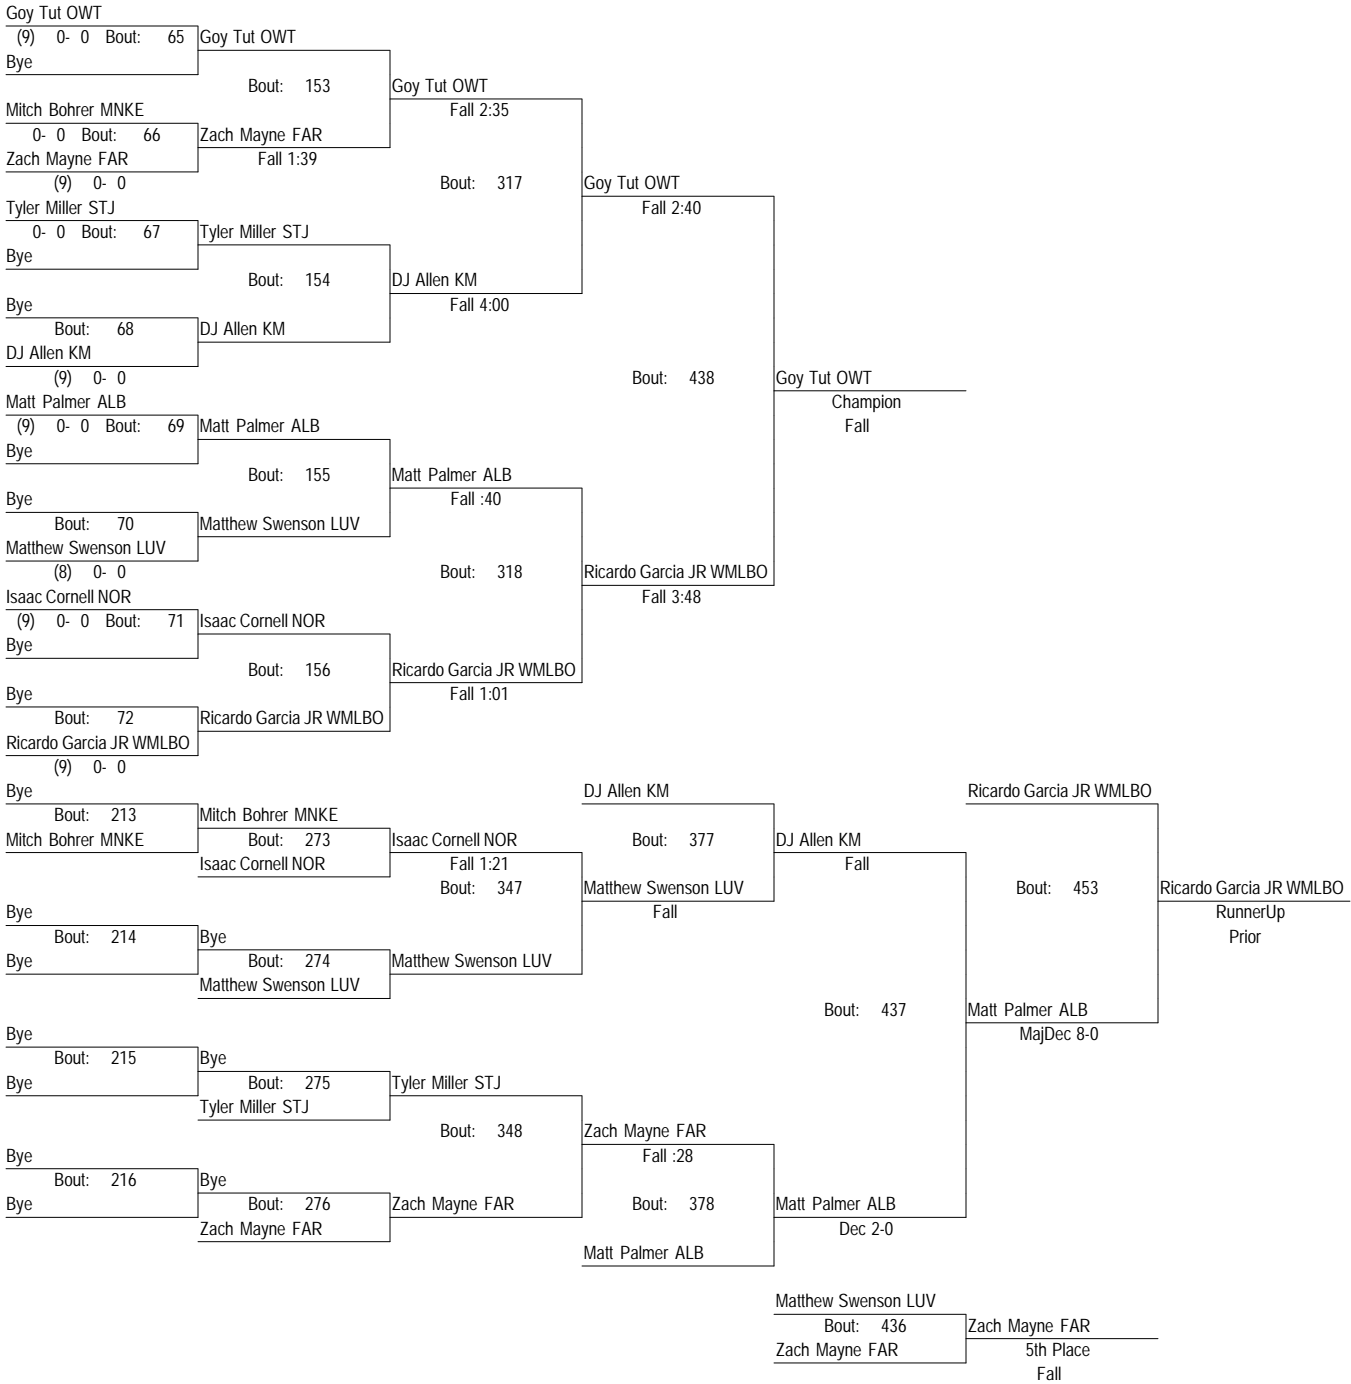 Goy Tut OWT
(9) 0- 0 Bout: 65 Goy Tut OWT
Bye
Bout: 153 Goy Tut OWT
Mitch Bohrer MNKE Fall 2:35
0- 0 Bout: 66 Zach Mayne FAR
Zach Mayne FAR Fall 1:39
(9) 0- 0 Bout: 317 Goy Tut OWT
Tyler Miller STJ Fall 2:40
0- 0 Bout: 67 Tyler Miller STJ
Bye
Bout: 154 DJ Allen KM
Bye Fall 4:00
Bout: 68 DJ Allen KM
DJ Allen KM
(9) 0- 0 Bout: 438 Goy Tut OWT
Matt Palmer ALB Champion
(9) 0- 0 Bout: 69 Matt Palmer ALB Fall
Bye
Bout: 155 Matt Palmer ALB
Bye Fall :40
Bout: 70 Matthew Swenson LUV
Matthew Swenson LUV
(8) 0- 0 Bout: 318 Ricardo Garcia JR WMLBO
Isaac Cornell NOR Fall 3:48
(9) 0- 0 Bout: 71 Isaac Cornell NOR
Bye
Bout: 156 Ricardo Garcia JR WMLBO
Bye Fall 1:01
Bout: 72 Ricardo Garcia JR WMLBO
Ricardo Garcia JR WMLBO
(9) 0- 0
Bye DJ Allen KM Ricardo Garcia JR WMLBO
Bout: 213 Mitch Bohrer MNKE
Mitch Bohrer MNKE Bout: 273 Isaac Cornell NOR Bout: 377 DJ Allen KM
Isaac Cornell NOR Fall 1:21 Fall
Bout: 347 Matthew Swenson LUV Bout: 453 Ricardo Garcia JR WMLBO
Bye Fall RunnerUp
Bout: 214 Bye Prior
Bye Bout: 274 Matthew Swenson LUV
Matthew Swenson LUV
Bout: 437 Matt Palmer ALB
Bye MajDec 8-0
Bout: 215 Bye
Bye Bout: 275 Tyler Miller STJ
Tyler Miller STJ
Bout: 348 Zach Mayne FAR
Bye Fall :28
Bout: 216 Bye
Bye Bout: 276 Zach Mayne FAR Bout: 378 Matt Palmer ALB
Zach Mayne FAR Dec 2-0
Matt Palmer ALB
Matthew Swenson LUV
Bout: 436 Zach Mayne FAR
Zach Mayne FAR 5th Place
Fall